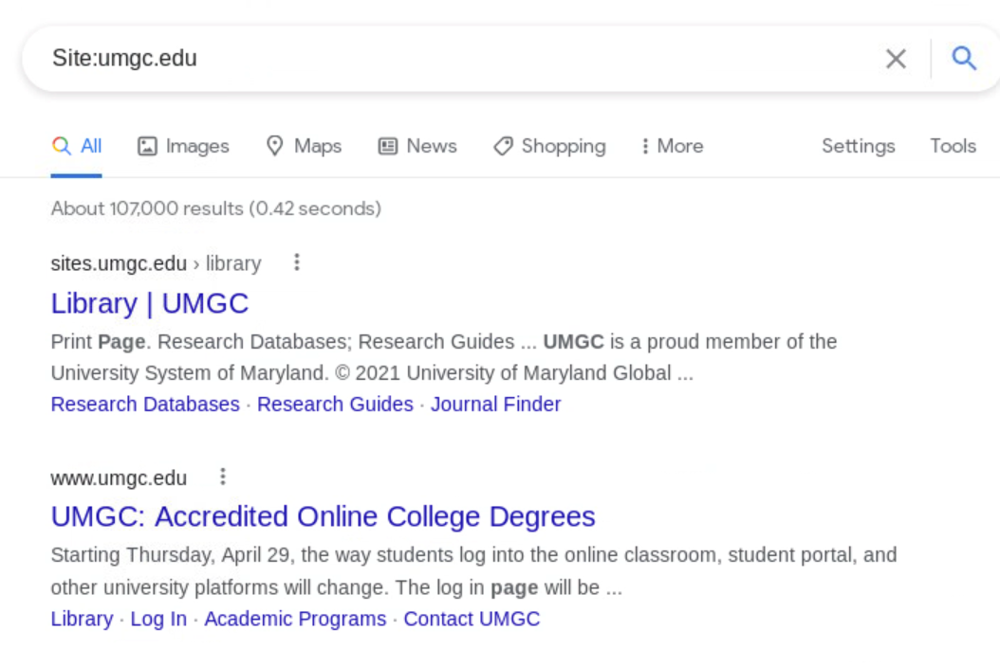 Site:umgc.edu
All Images Maps News Shopping More Settings Tools
About 107,000 results (0.42 seconds)
sites.umgc.edu › library
Library | UMGC
Print Page. Research Databases; Research Guides ... UMGC is a proud member of the
University System of Maryland. © 2021 University of Maryland Global ...
Research Databases · Research Guides · Journal Finder
www.umgc.edu
UMGC: Accredited Online College Degrees
Starting Thursday, April 29, the way students log into the online classroom, student portal, and
other university platforms will change. The log in page will be ...
Library · Log In · Academic Programs · Contact UMGC